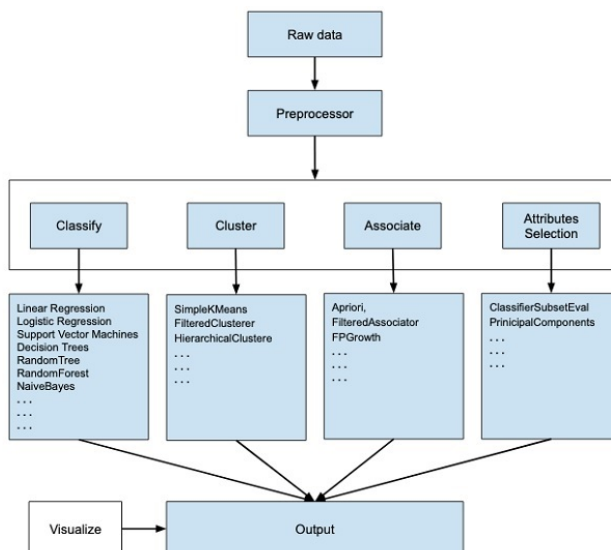 Raw data
Preprocessor
Classify
Cluster
Associate
Attributes
Selection
Linear Regression
Logistic Regression
Support Vector Machines
Decision Trees
RandomTree
RandomForest
NaiveBayes
. . .
. . .
. . .
SimpleKMeans
FilteredClusterer
HierarchicalClustere
. . .
. . .
. . .
Apriori,
FilteredAssociator
FPGrowth
. . .
. . .
. . .
ClassifierSubsetEval
PrinicipalComponents
. . .
. . .
. . .
Visualize
Output